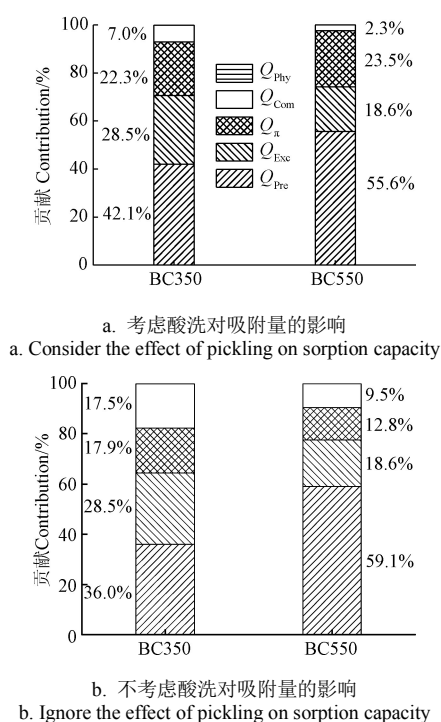 100
80
60
40
20
0
贡献 Contribution/%
7.0%
22.3%
28.5%
42.1%
Q_Phy
Q_Com
Q_π
Q_Exc
Q_Pre
2.3%
23.5%
18.6%
55.6%
BC350 BC550
a. 考虑酸洗对吸附量的影响
a. Consider the effect of pickling on sorption capacity
100
80
60
40
20
0
贡献Contribution/%
17.5%
17.9%
28.5%
36.0%
9.5%
12.8%
18.6%
59.1%
BC350 BC550
b. 不考虑酸洗对吸附量的影响
b. Ignore the effect of pickling on sorption capacity